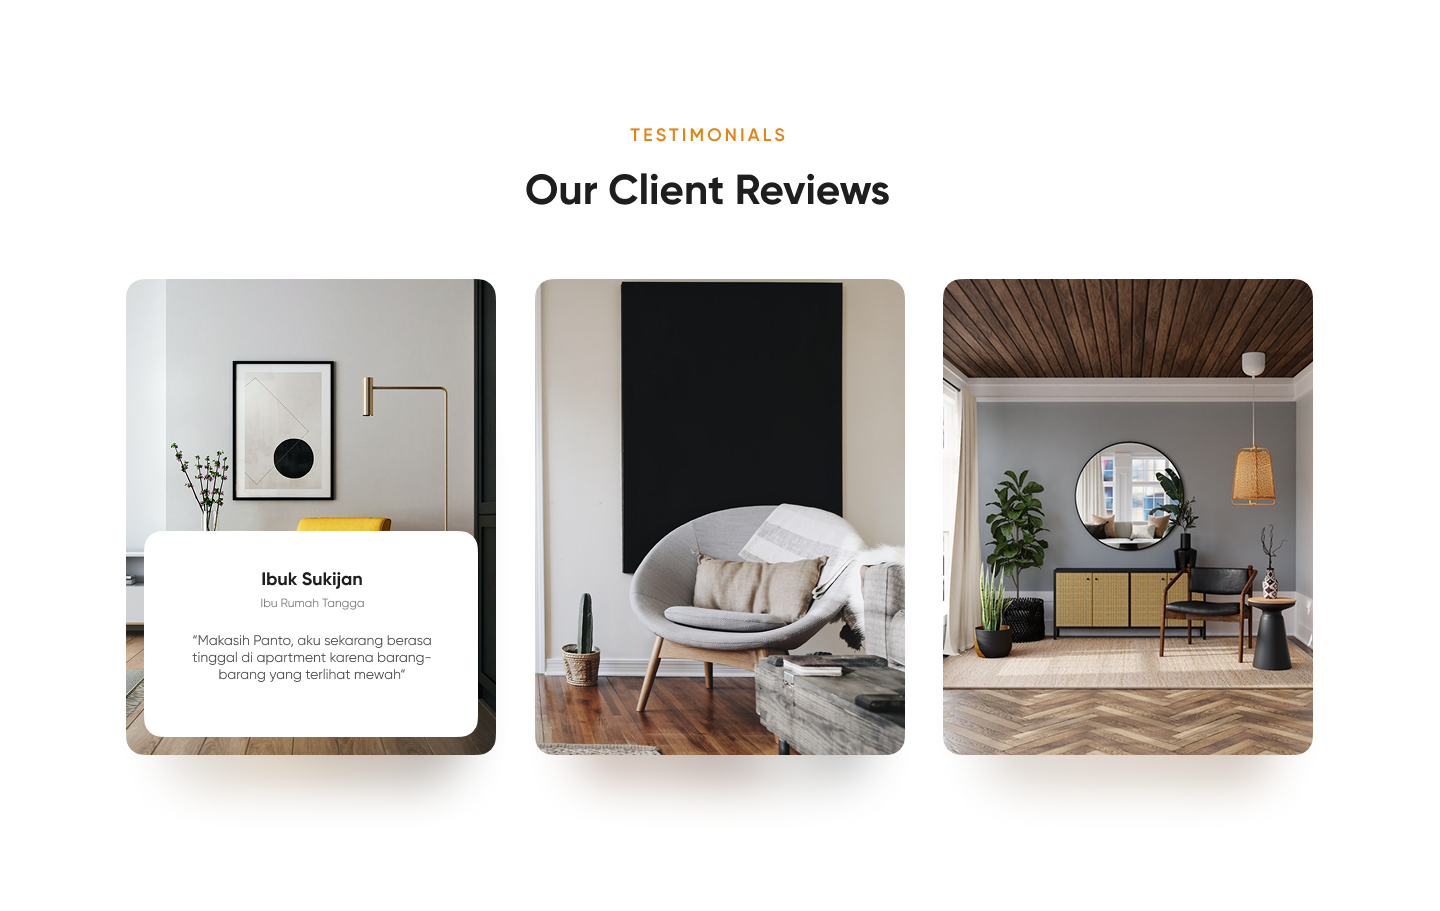 TESTIMONIALS
Our Client Reviews
Ibuk Sukijan
Ibu Rumah Tangga
“Makasih Panto, aku sekarang berasa
tinggal di apartment karena barang-
barang yang terlihat mewah“